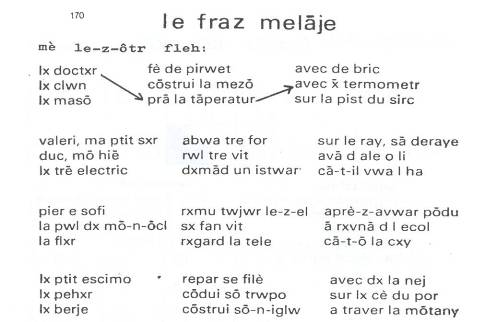 170
le fraz melāje
mè le-z-ôtr fleh:
lx doctxr fè de pirwet avec de bric
lx clwn cōstrui la mezō avec x̄ termometr
lx masō prā la tāperatur sur la pist du sirc
valeri, ma ptit sxr abwa tre for sur le ray, sā deraye
duc, mō hiē rwl tre vit avā d ale o li
lx trē electric dxmād un istwar cā-t-il vwa l ha
pier e sofi rxmu twjwr le-z-el aprè-z-avwar pōdu
la pwl dx mō-n-ôcl sx fan vit ā rxvnā d l ecol
la flxr rxgard la tele cā-t-ō la cxy
lx ptit escimo repar se filè avec dx la nej
lx pehxr cōdui sō trwpo sur lx cè du por
lx berje cōstrui sō-n-iglw a traver la mōtany